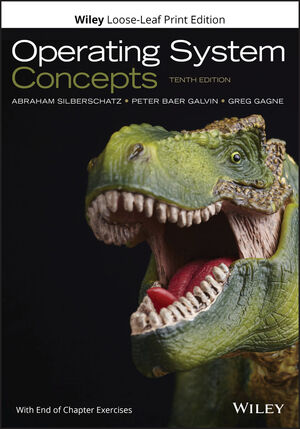 Wiley Loose-Leaf Print Edition
Operating System
Concepts TENTH EDITION
ABRAHAM SILBERSCHATZ • PETER BAER GALVIN • GREG GAGNE
With End of Chapter Exercises
WILEY